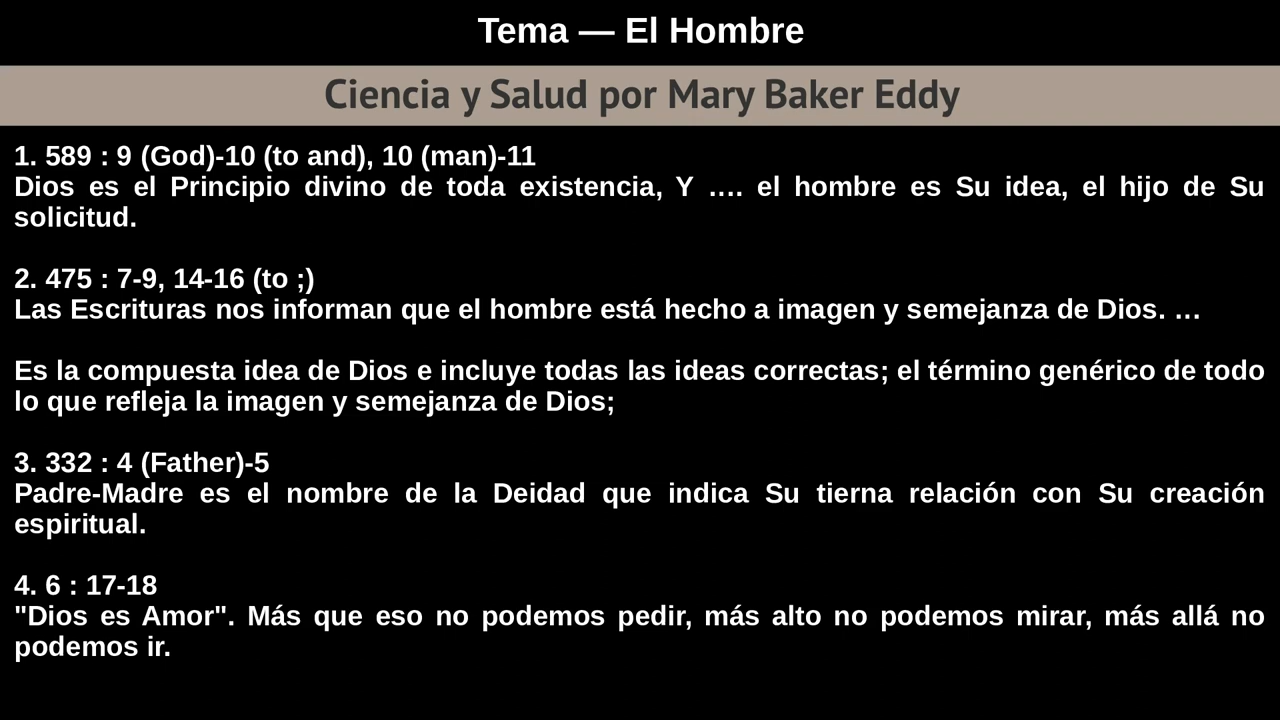 Tema — El Hombre
Ciencia y Salud por Mary Baker Eddy
1. 589 : 9 (God)-10 (to and), 10 (man)-11
Dios es el Principio divino de toda existencia, Y .... el hombre es Su idea, el hijo de Su
solicitud.
2. 475 : 7-9, 14-16 (to ;)
Las Escrituras nos informan que el hombre está hecho a imagen y semejanza de Dios. ...
Es la compuesta idea de Dios e incluye todas las ideas correctas; el término genérico de todo
lo que refleja la imagen y semejanza de Dios;
3. 332 : 4 (Father)-5
Padre-Madre es el nombre de la Deidad que indica Su tierna relación con Su creación
espiritual.
4. 6 : 17-18
"Dios es Amor". Más que eso no podemos pedir, más alto no podemos mirar, más allá no
podemos ir.